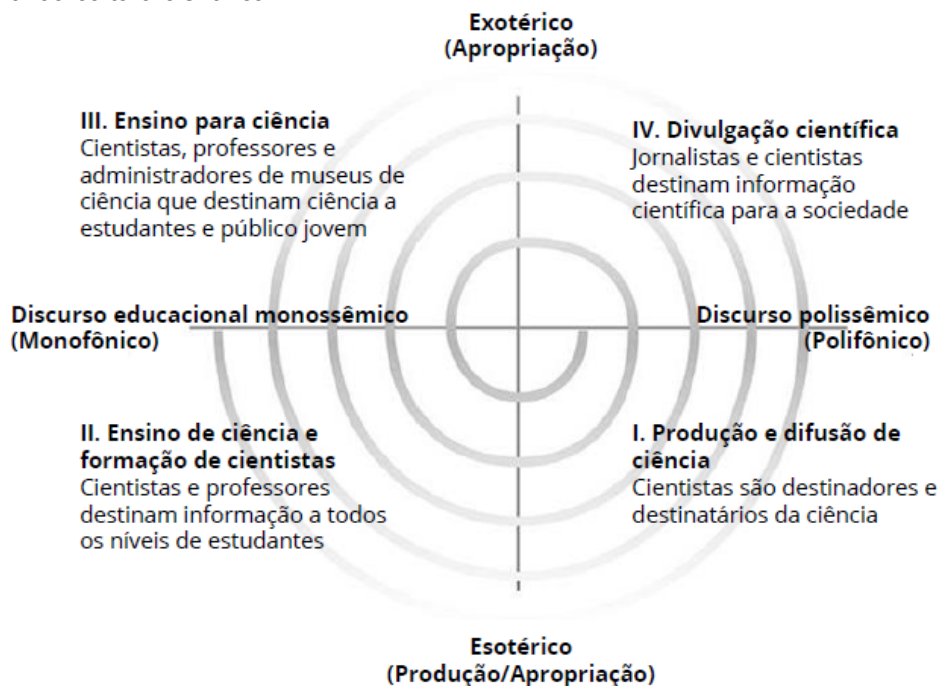 Exotérico
(Apropriação)
III. Ensino para ciência
Cientistas, professores e
administradores de museus de
ciência que destinam ciência a
estudantes e público jovem
IV. Divulgação científica
Jornalistas e cientistas
destinam informação
científica para a sociedade
Discurso educacional monossêmico
(Monofônico)
Discurso polissêmico
(Polifônico)
II. Ensino de ciência e
formação de cientistas
Cientistas e professores
destinam informação a todos
os níveis de estudantes
I. Produção e difusão de
ciência
Cientistas são destinadores e
destinatários da ciência
Esotérico
(Produção/Apropriação)